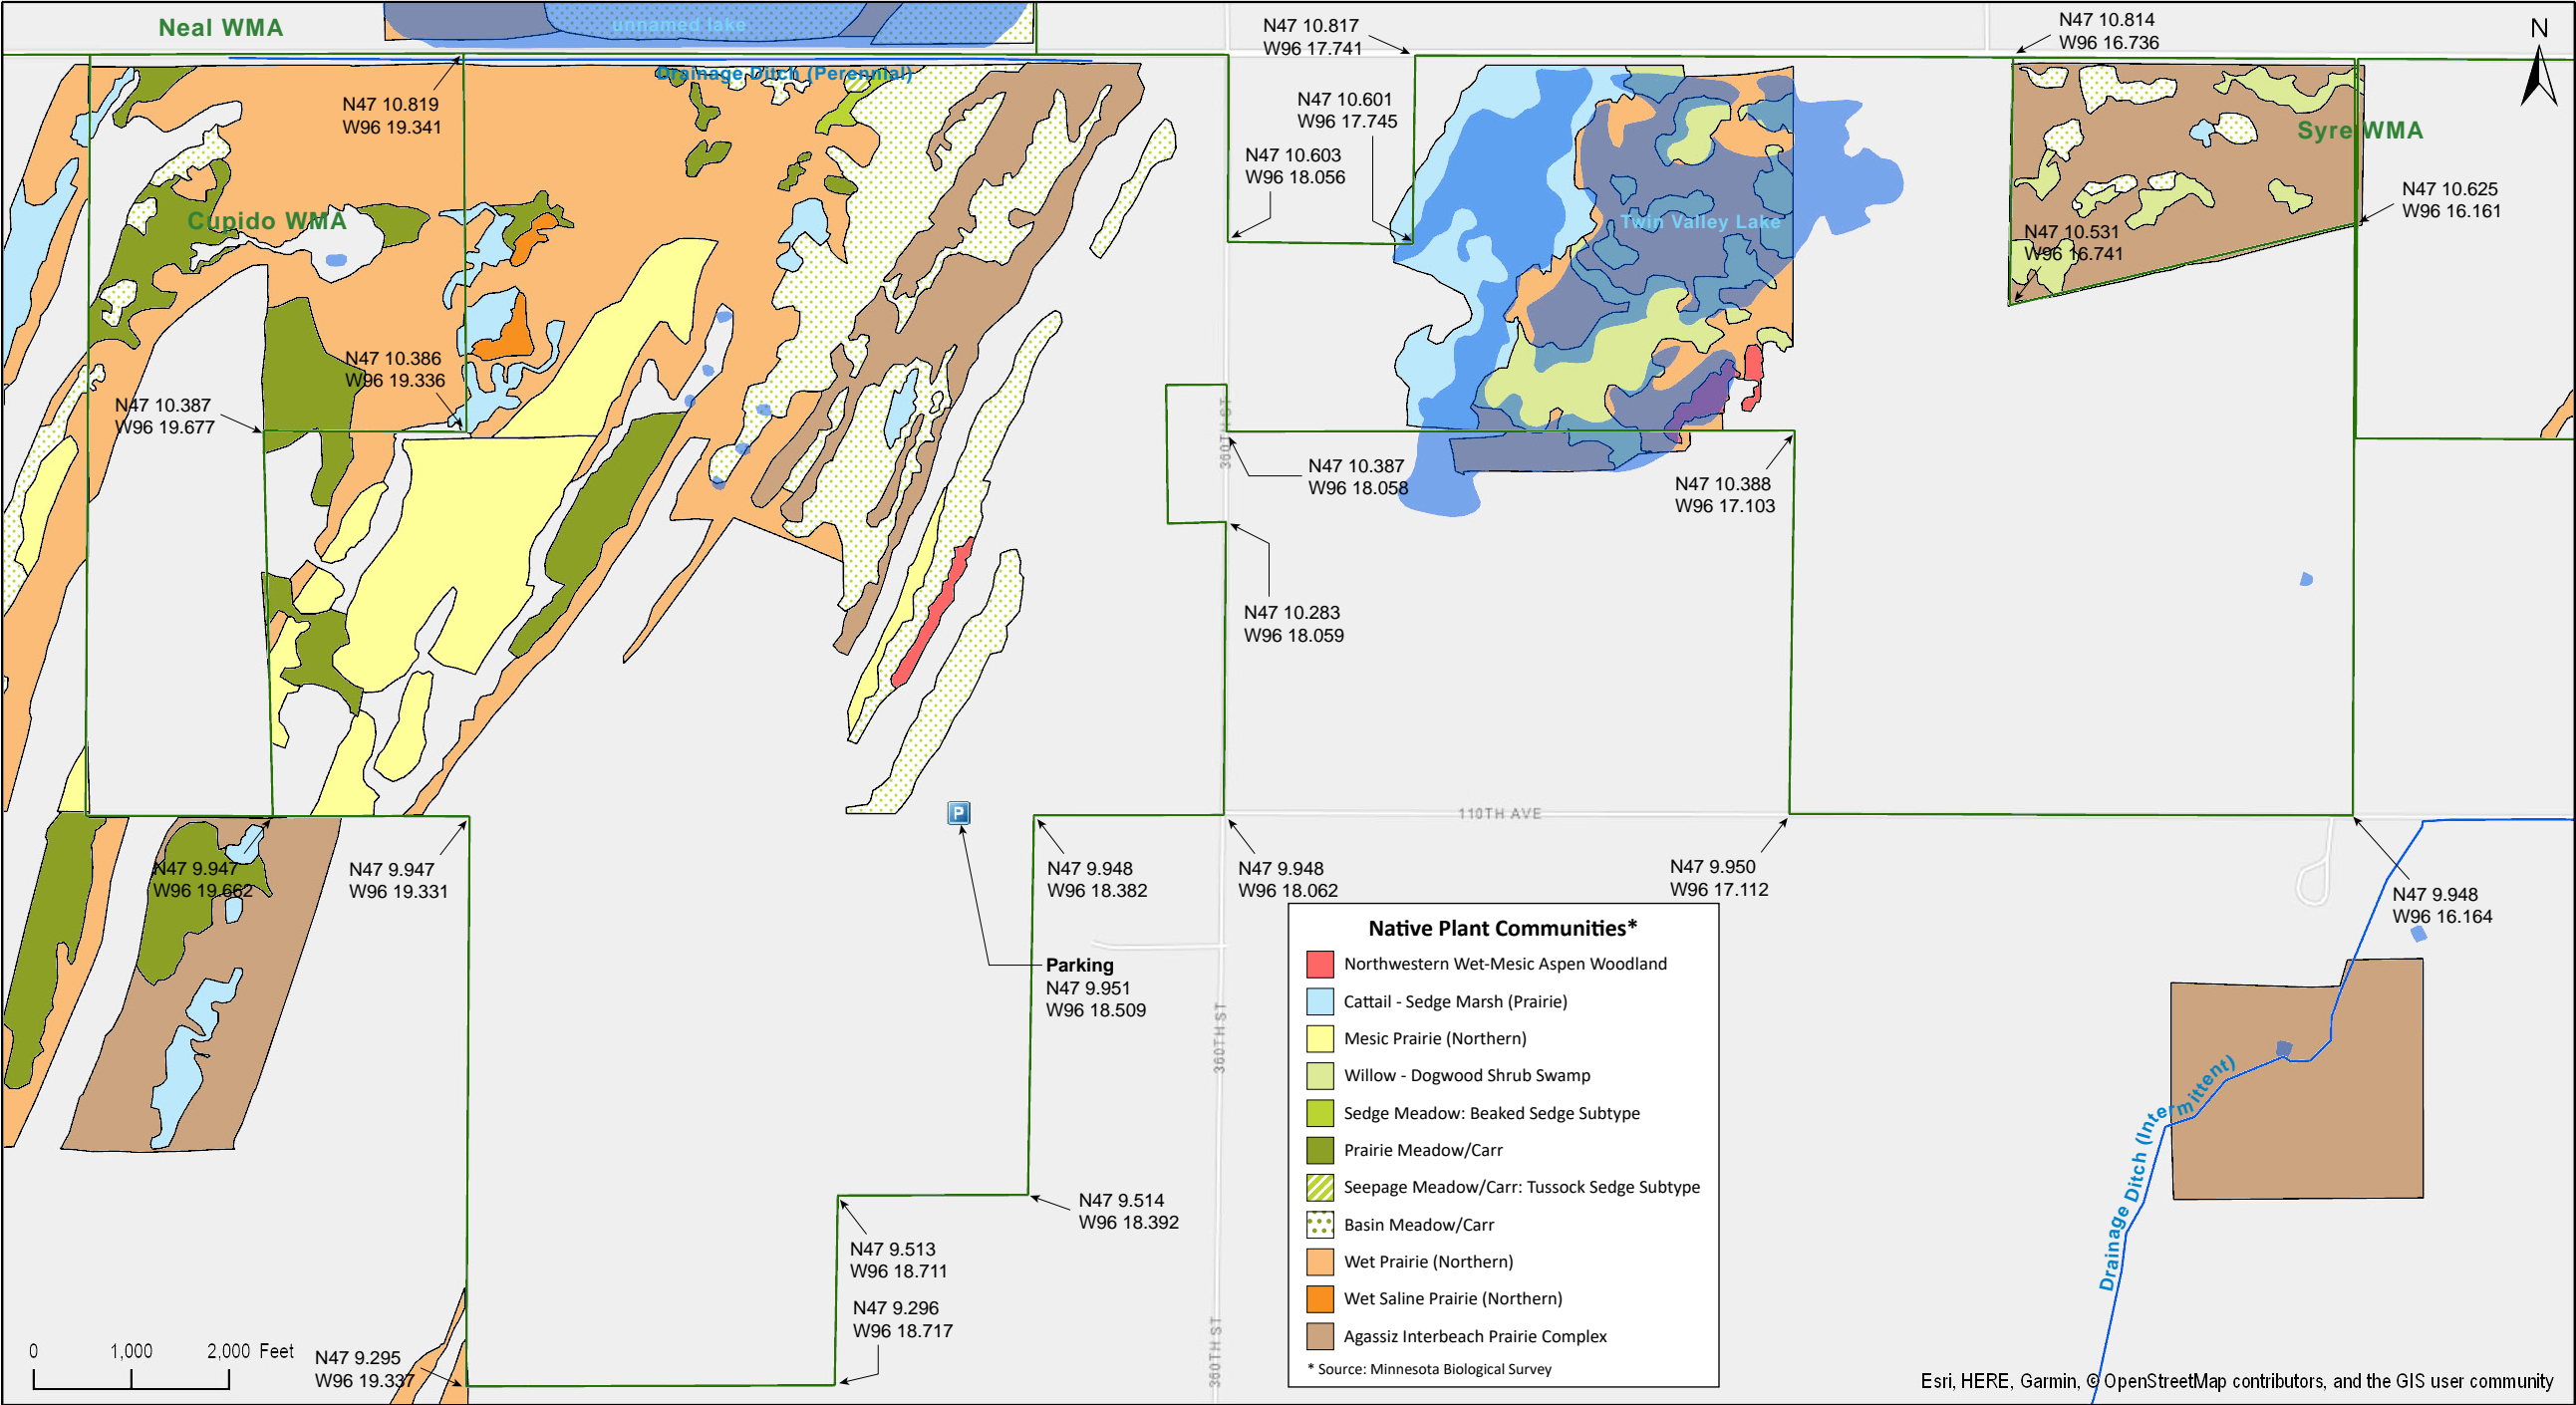 Neal WMA
unnamed lake
N47 10.817
W96 17.741
N47 10.814
W96 16.736
N
Drainage Ditch (Perennial)
N47 10.819
W96 19.341
N47 10.601
W96 17.745
Syre WMA
N47 10.603
W96 18.056
N47 10.625
W96 16.161
Cupido WMA
Twin Valley Lake
N47 10.531
W96 16.741
N47 10.386
W96 19.336
N47 10.387
W96 19.677
360TH ST
N47 10.387
W96 18.058
N47 10.388
W96 17.103
N47 10.283
W96 18.059
P
110TH AVE
N47 9.947
W96 19.662
N47 9.947
W96 19.331
N47 9.948
W96 18.382
N47 9.948
W96 18.062
N47 9.950
W96 17.112
N47 9.948
W96 16.164
Parking
N47 9.951
W96 18.509
360TH ST
Native Plant Communities*
Northwestern Wet-Mesic Aspen Woodland
Cattail - Sedge Marsh (Prairie)
Mesic Prairie (Northern)
Willow - Dogwood Shrub Swamp
Sedge Meadow: Beaked Sedge Subtype
Prairie Meadow/Carr
Seepage Meadow/Carr: Tussock Sedge Subtype
Basin Meadow/Carr
Wet Prairie (Northern)
Wet Saline Prairie (Northern)
Agassiz Interbeach Prairie Complex
* Source: Minnesota Biological Survey
Drainage Ditch (Intermittent)
N47 9.514
W96 18.392
N47 9.513
W96 18.711
N47 9.296
W96 18.717
360TH ST
0 1,000 2,000 Feet
N47 9.295
W96 19.337
Esri, HERE, Garmin, © OpenStreetMap contributors, and the GIS user community